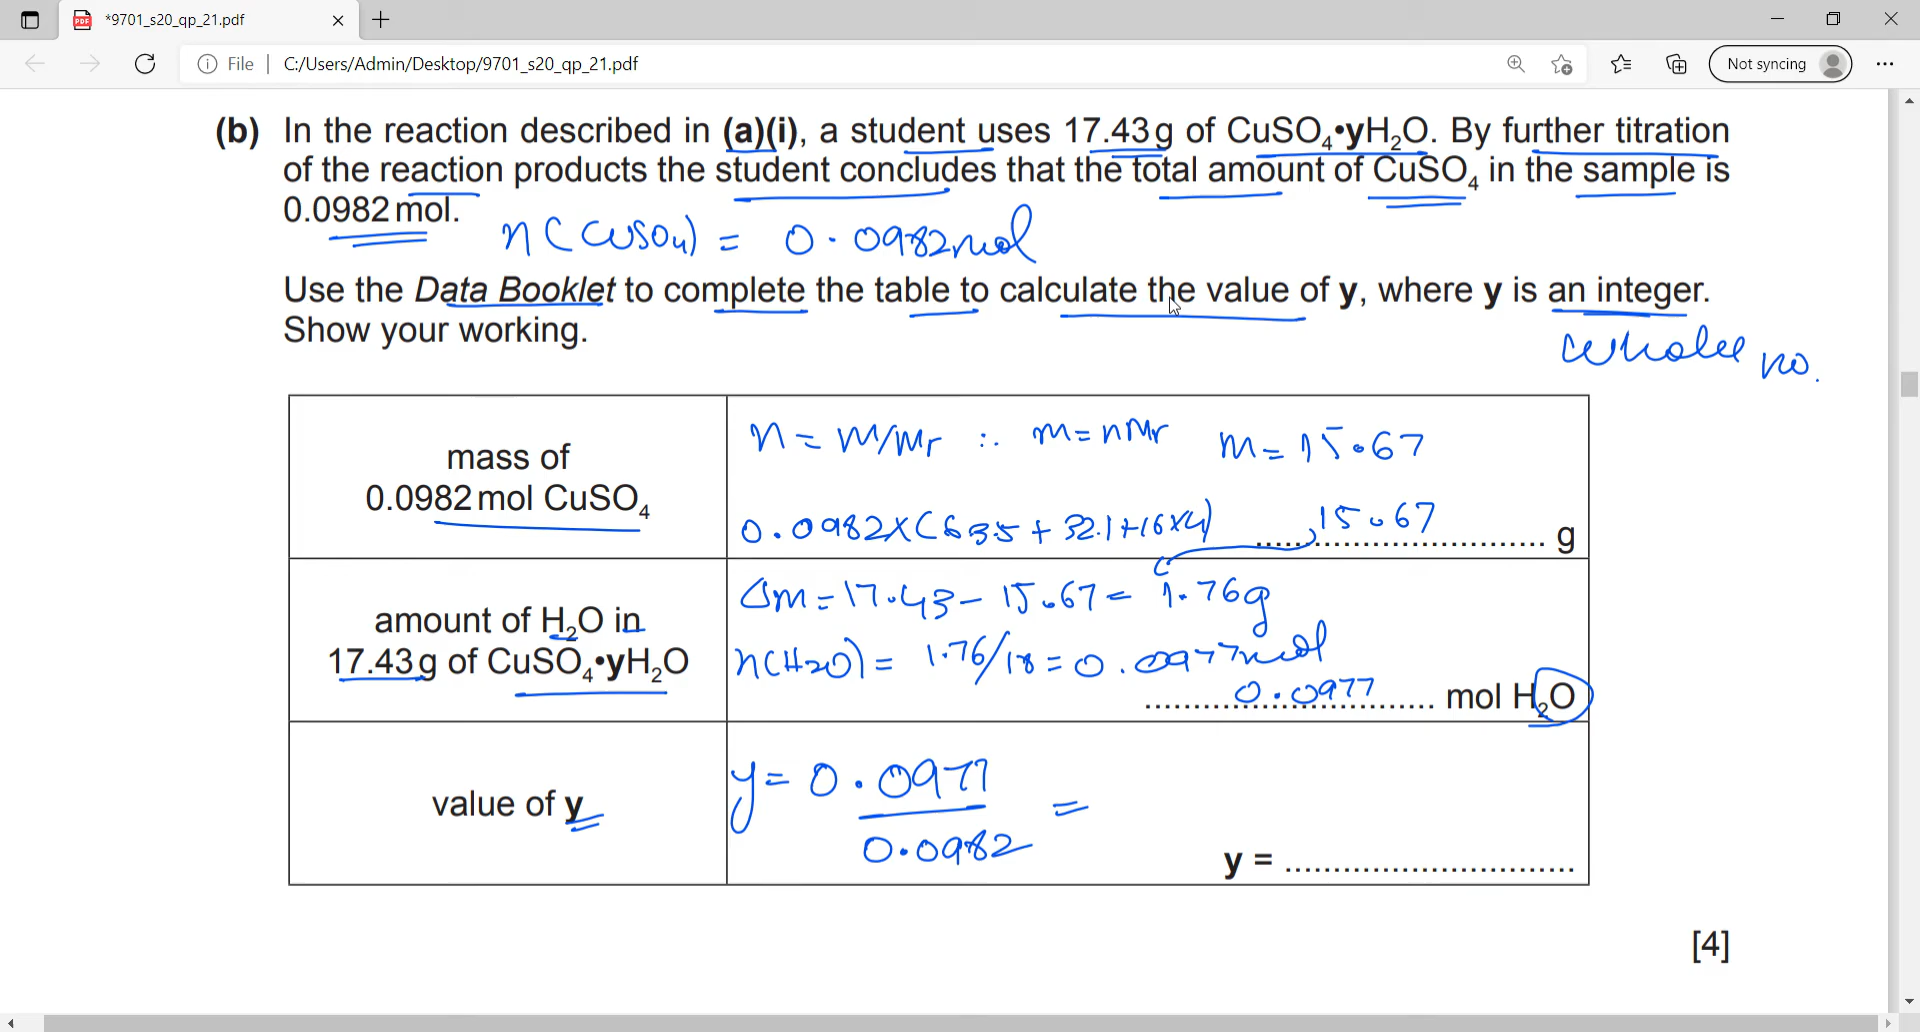 *9701_s20_qp_21.pdf
File | C:/Users/Admin/Desktop/9701_s20_qp_21.pdf
Not syncing
(b) In the reaction described in (a)(i), a student uses 17.43 g of CuSO₄•yH₂O. By further titration
of the reaction products the student concludes that the total amount of CuSO₄ in the sample is
0.0982 mol.
n(CuSO₄) = 0.0982 mol
Use the Data Booklet to complete the table to calculate the value of y, where y is an integer.
Show your working.
whole no.
mass of
0.0982 mol CuSO₄
n = m/Mr ∴ m = nMr m = 15.67
0.0982 × (63.5 + 32.1 + 16 × 4) 15.67 g
amount of H₂O in
17.43 g of CuSO₄•yH₂O
Δm = 17.43 – 15.67 = 1.76g
n(H₂O) = 1.76/18 = 0.0977 mol
0.0977 mol H₂O
value of y
y = 0.0977
0.0982 =
y = ..............................
[4]